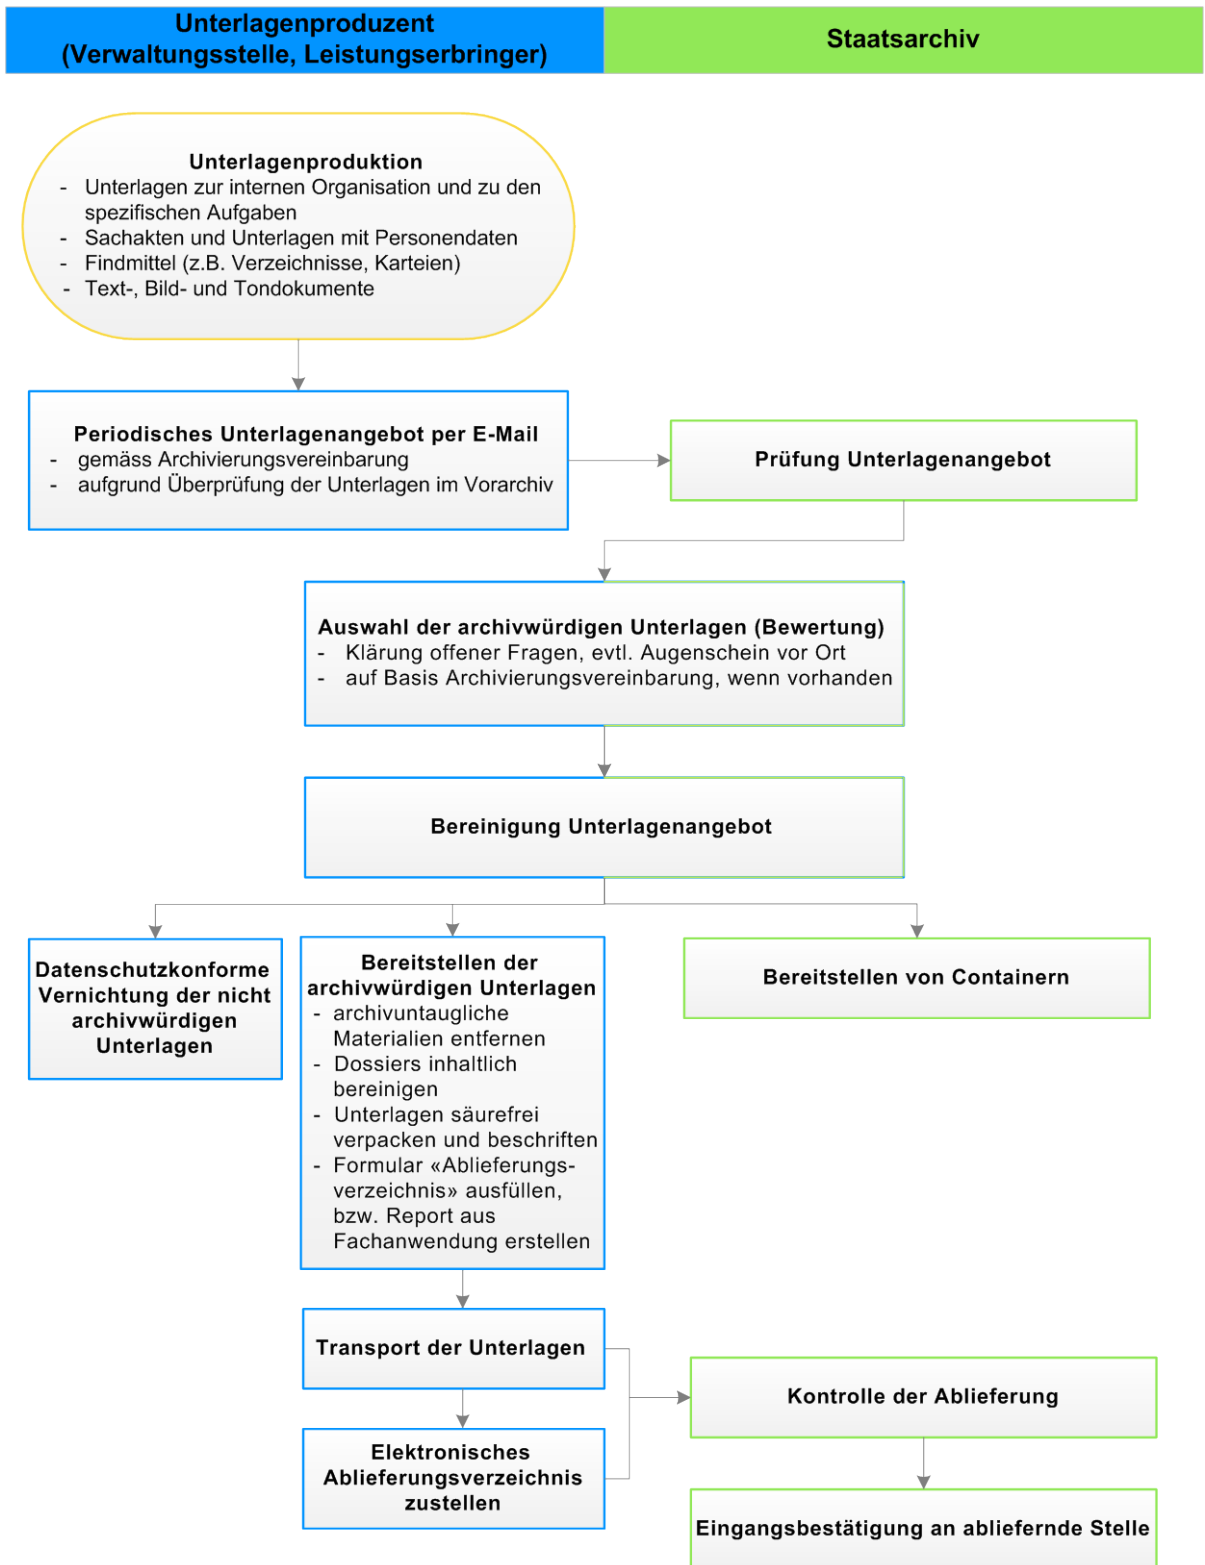 Unterlagenproduzent
(Verwaltungsstelle, Leistungserbringer)
Staatsarchiv
Unterlagenproduktion
- Unterlagen zur internen Organisation und zu den
spezifischen Aufgaben
- Sachakten und Unterlagen mit Personendaten
- Findmittel (z.B. Verzeichnisse, Karteien)
- Text-, Bild- und Tondokumente
Periodisches Unterlagenangebot per E-Mail
- gemäss Archivierungsvereinbarung
- aufgrund Überprüfung der Unterlagen im Vorarchiv
Prüfung Unterlagenangebot
Auswahl der archivwürdigen Unterlagen (Bewertung)
- Klärung offener Fragen, evtl. Augenschein vor Ort
- auf Basis Archivierungsvereinbarung, wenn vorhanden
Bereinigung Unterlagenangebot
Datenschutzkonforme
Vernichtung der nicht
archivwürdigen
Unterlagen
Bereitstellen der
archivwürdigen Unterlagen
- archivuntaugliche
Materialien entfernen
- Dossiers inhaltlich
bereinigen
- Unterlagen säurefrei
verpacken und beschriften
- Formular «Ablieferungs-
verzeichnis» ausfüllen,
bzw. Report aus
Fachanwendung erstellen
Bereitstellen von Containern
Transport der Unterlagen
Kontrolle der Ablieferung
Elektronisches
Ablieferungsverzeichnis
zustellen
Eingangsbestätigung an abliefernde Stelle